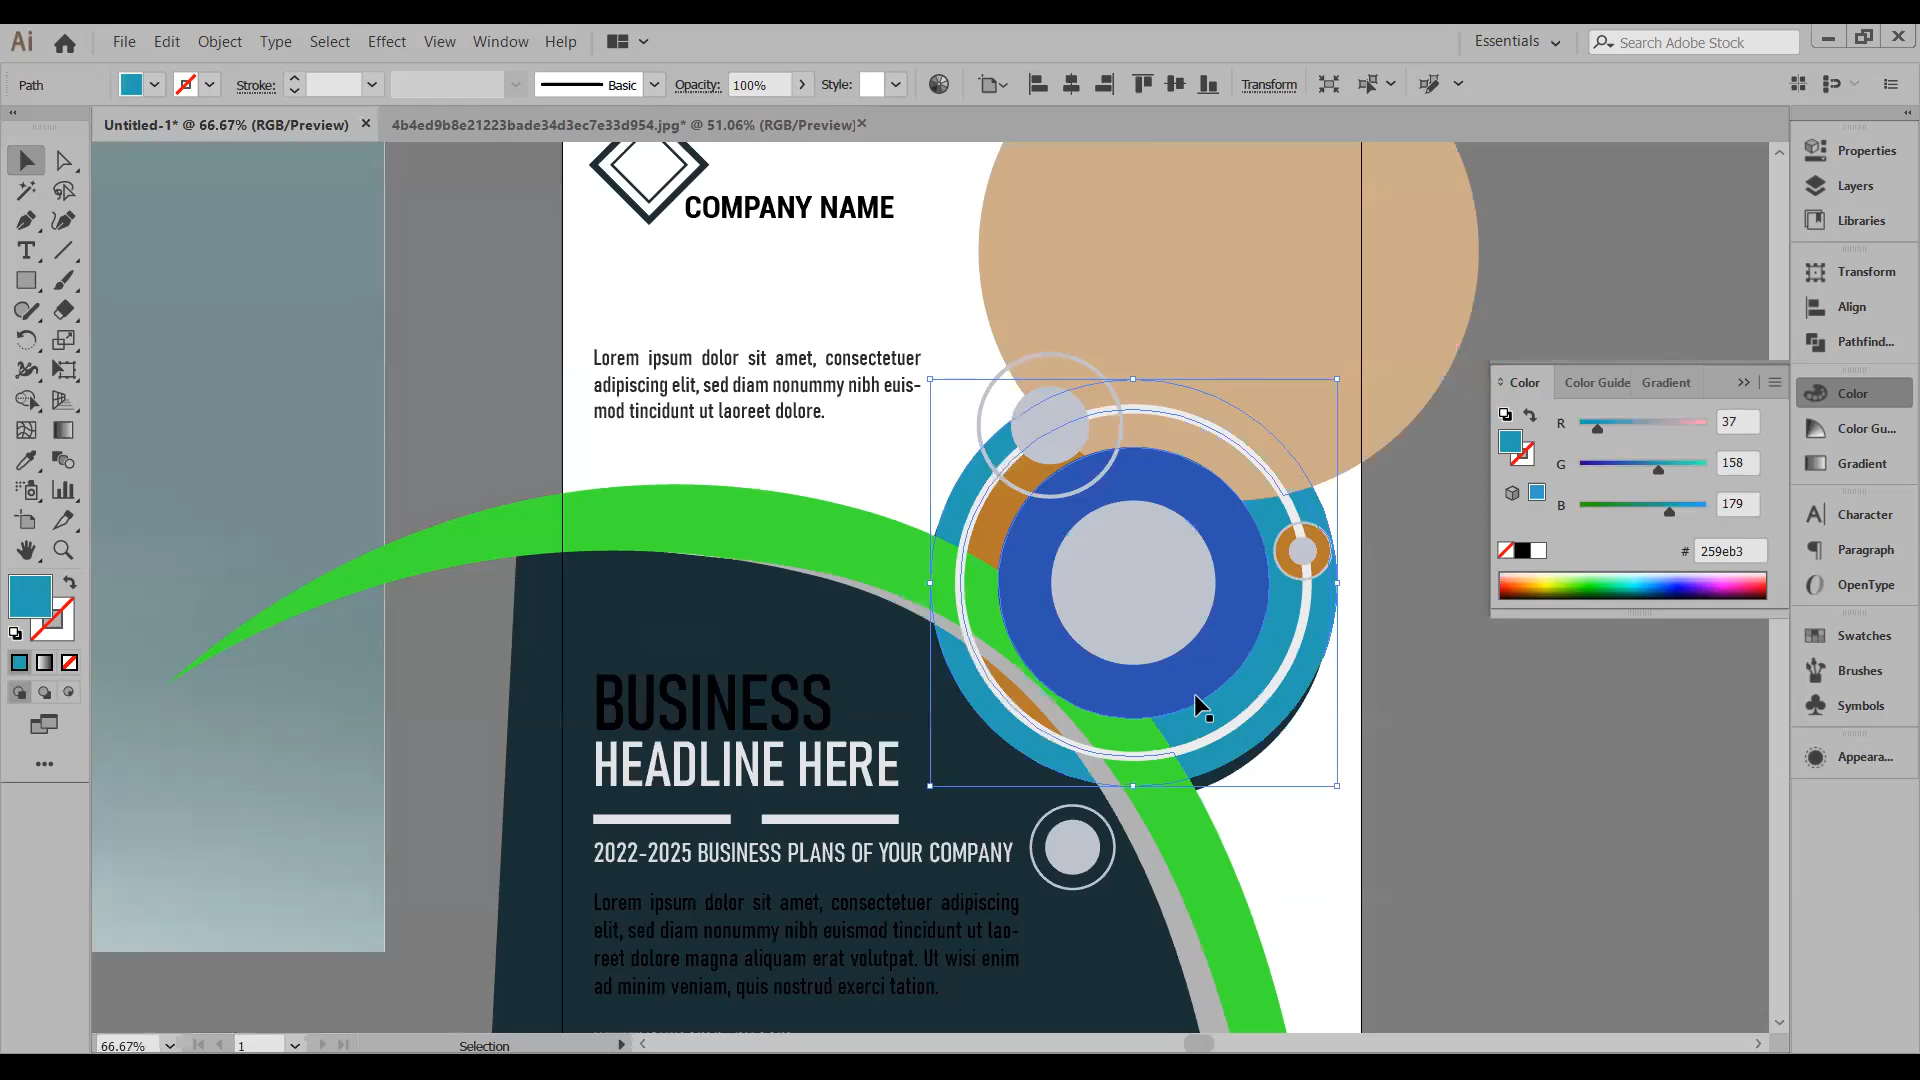 Ai File Edit Object Type Select Effect View Window Help Essentials Search Adobe Stock
Path Stroke: Basic Opacity: 100% Style: Transform
Untitled-1* @ 66.67% (RGB/Preview) 4b4ed9b8e21223bade34d3ec7e33d954.jpg* @ 51.06% (RGB/Preview)
COMPANY NAME
Lorem ipsum dolor sit amet, consectetuer
adipiscing elit, sed diam nonummy nibh euis-
mod tincidunt ut laoreet dolore.
BUSINESS
HEADLINE HERE
2022-2025 BUSINESS PLANS OF YOUR COMPANY
Lorem ipsum dolor sit amet, consectetuer adipiscing
elit, sed diam nonummy nibh euismod tincidunt ut lao-
reet dolore magna aliquam erat volutpat. Ut wisi enim
ad minim veniam, quis nostrud exerci tation.
Color Color Guide Gradient
R 37
G 158
B 179
# 259eb3
Properties
Layers
Libraries
Transform
Align
Pathfind...
Color
Color Gu...
Gradient
Character
Paragraph
OpenType
Swatches
Brushes
Symbols
Appeara...
66.67% 1 Selection